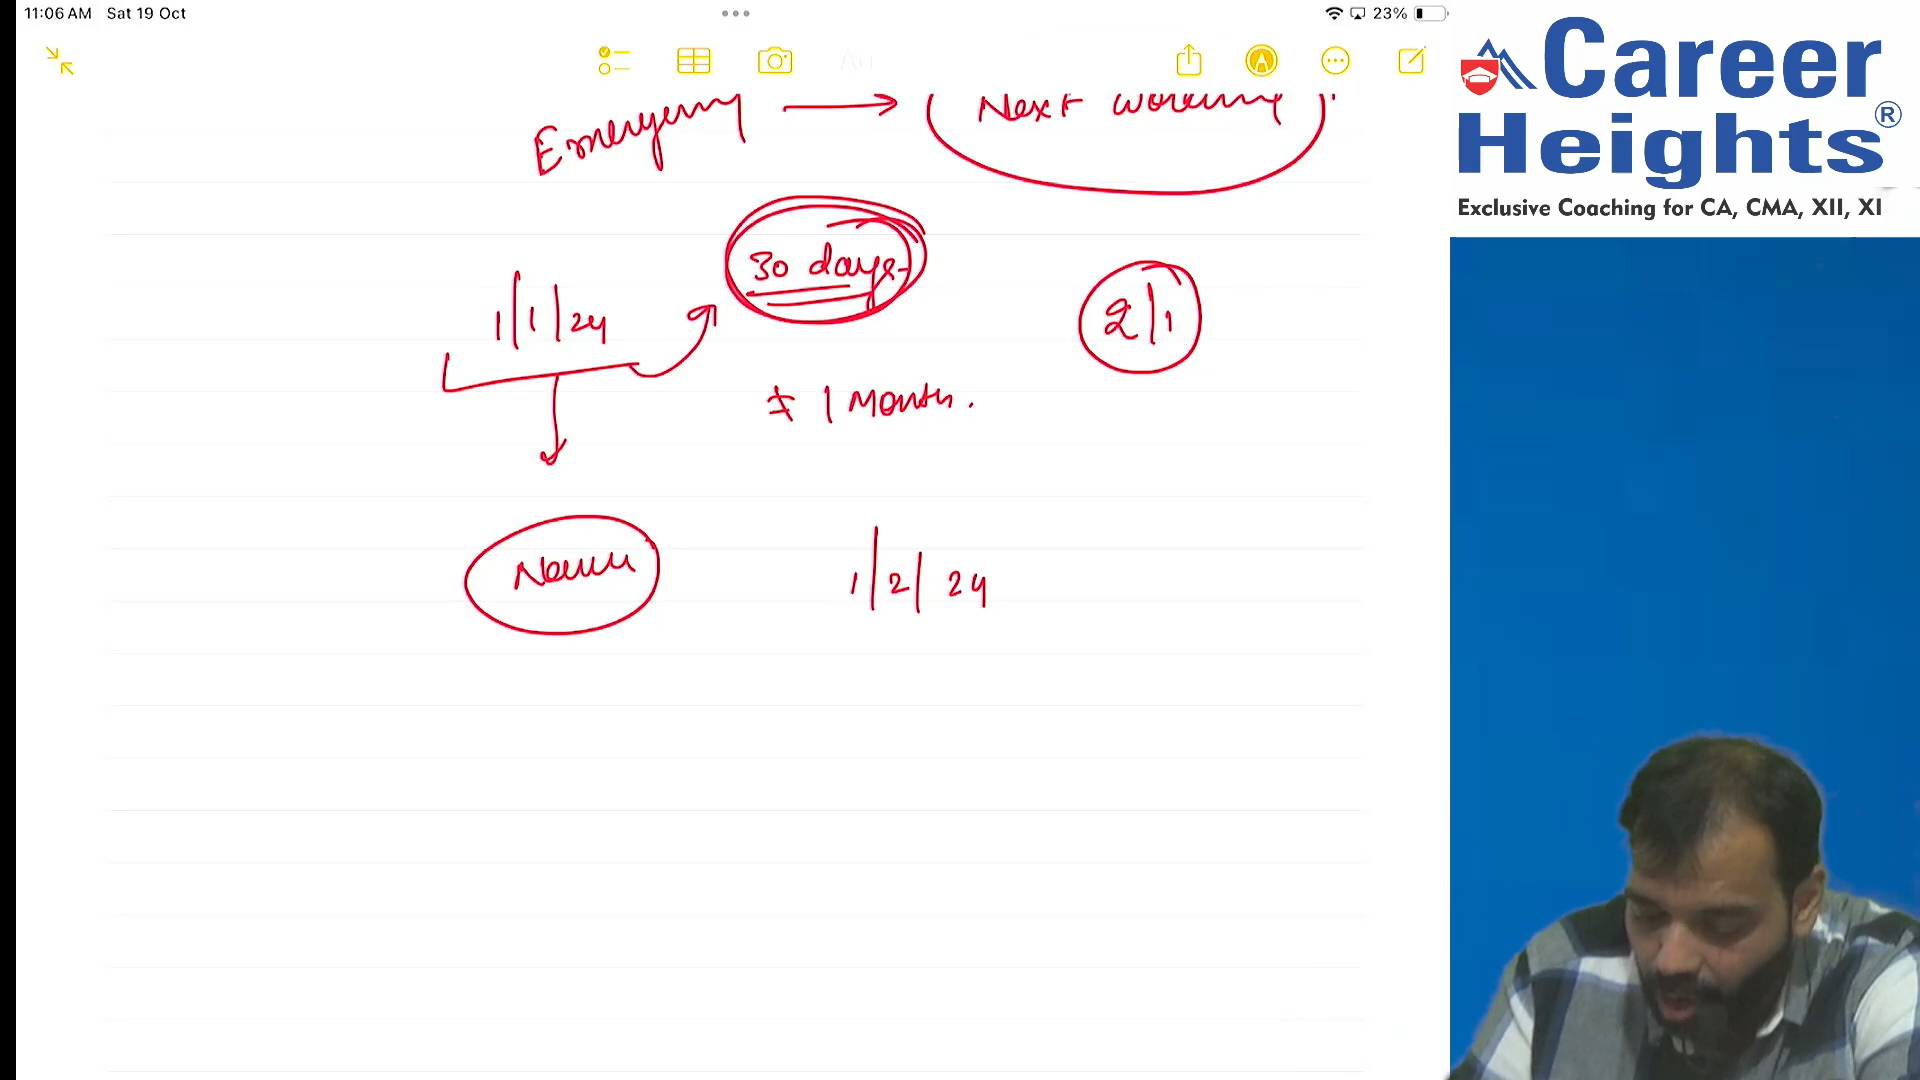 11:06 AM Sat 19 Oct
23%
Career
Heights®
Exclusive Coaching for CA, CMA, XII, XI
Emergency → Next working
30 days
1/1/24
2/1
≠ 1 Month.
1/2/24